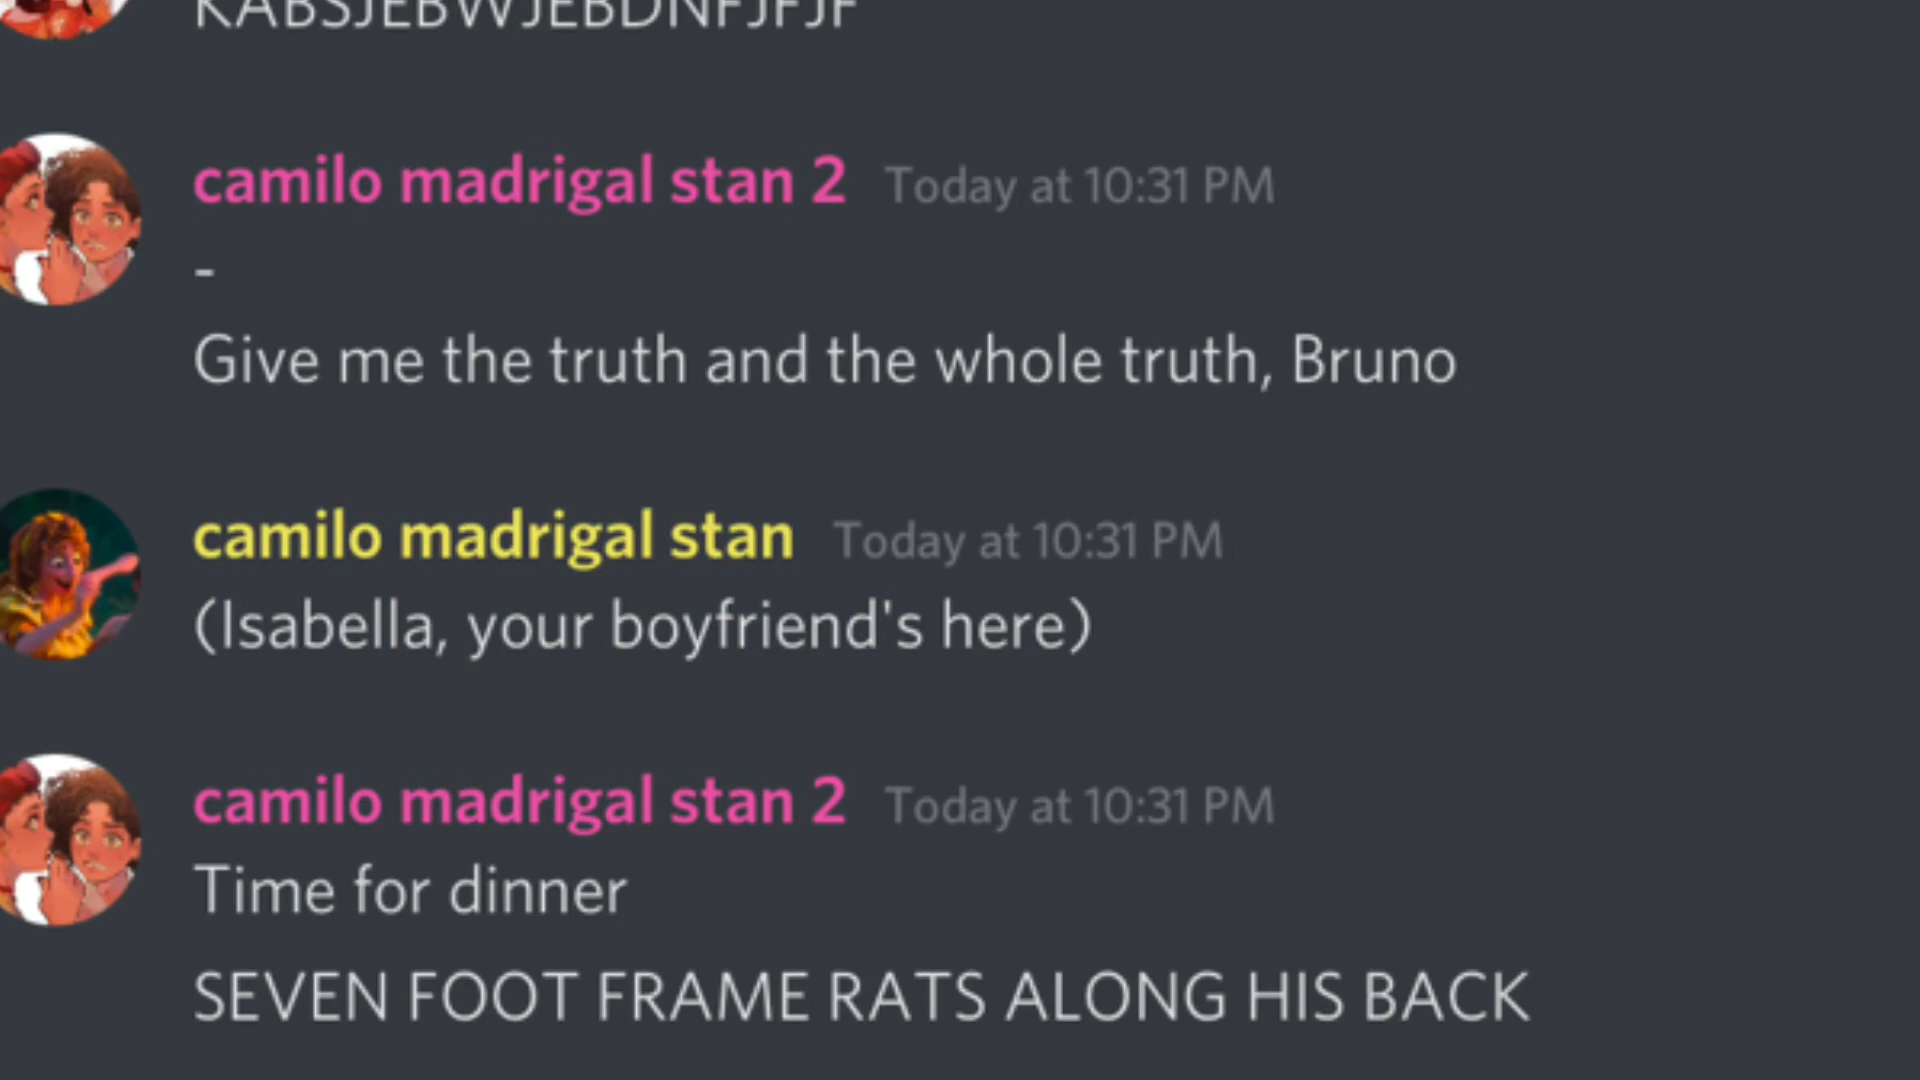 KABSJEBWJEBDNFJFJF
camilo madrigal stan 2 Today at 10:31 PM
-
Give me the truth and the whole truth, Bruno
camilo madrigal stan Today at 10:31 PM
(Isabella, your boyfriend's here)
camilo madrigal stan 2 Today at 10:31 PM
Time for dinner
SEVEN FOOT FRAME RATS ALONG HIS BACK